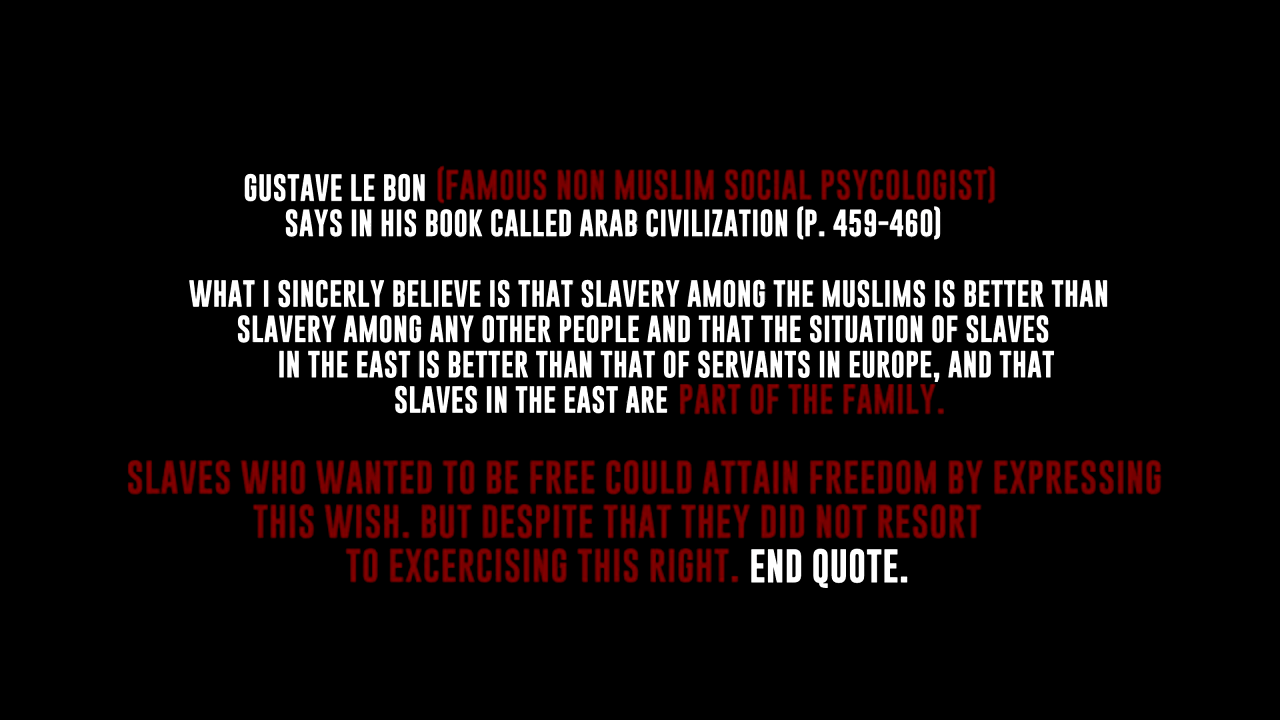 GUSTAVE LE BON (FAMOUS NON MUSLIM SOCIAL PSYCOLOGIST)
SAYS IN HIS BOOK CALLED ARAB CIVILIZATION (P. 459-460)
WHAT I SINCERLY BELIEVE IS THAT SLAVERY AMONG THE MUSLIMS IS BETTER THAN
SLAVERY AMONG ANY OTHER PEOPLE AND THAT THE SITUATION OF SLAVES
IN THE EAST IS BETTER THAN THAT OF SERVANTS IN EUROPE, AND THAT
SLAVES IN THE EAST ARE PART OF THE FAMILY.
SLAVES WHO WANTED TO BE FREE COULD ATTAIN FREEDOM BY EXPRESSING
THIS WISH. BUT DESPITE THAT THEY DID NOT RESORT
TO EXCERCISING THIS RIGHT. END QUOTE.